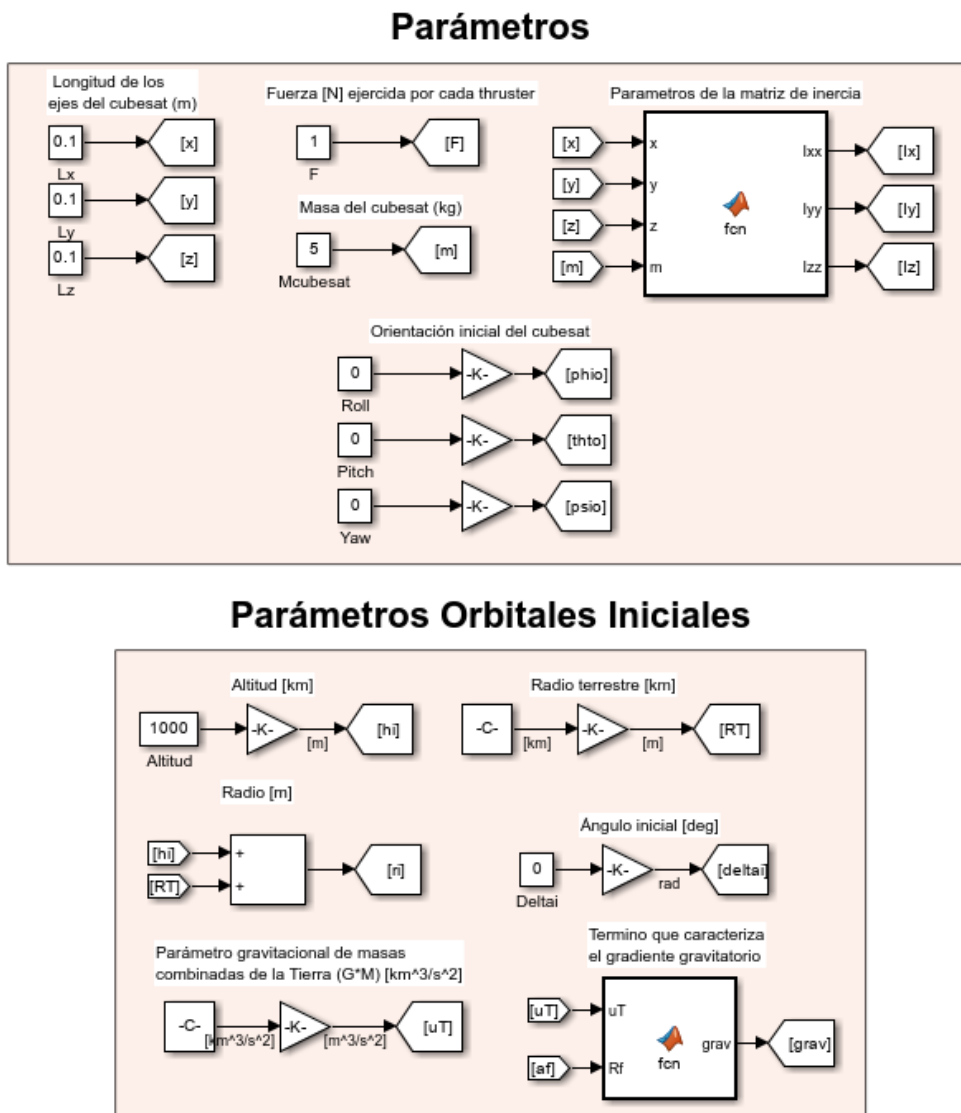 Parámetros
Longitud de los
ejes del cubesat (m)
0.1
[x]
Lx
0.1
[y]
Ly
0.1
[z]
Lz
Fuerza [N] ejercida por cada thruster
1
[F]
F
Masa del cubesat (kg)
5
[m]
Mcubesat
Parametros de la matriz de inercia
[x]
x
[y]
y
[z]
z
[m]
m
fcn
Ixx
[Ix]
Iyy
[Iy]
Izz
[Iz]
Orientación inicial del cubesat
0
-K-
[phio]
Roll
0
-K-
[thto]
Pitch
0
-K-
[psio]
Yaw
Parámetros Orbitales Iniciales
Altitud [km]
1000
-K-
[m]
[hi]
Altitud
Radio terrestre [km]
-C-
[km]
-K-
[m]
[RT]
Radio [m]
[hi]
+
[RT]
+
[ri]
Ángulo inicial [deg]
0
-K-
rad
[deltai]
Deltai
Parámetro gravitacional de masas
combinadas de la Tierra (G*M) [km^3/s^2]
-C-
[km^3/s^2]
-K-
[m^3/s^2]
[uT]
Termino que caracteriza
el gradiente gravitatorio
[uT]
uT
[af]
Rf
fcn
grav
[grav]